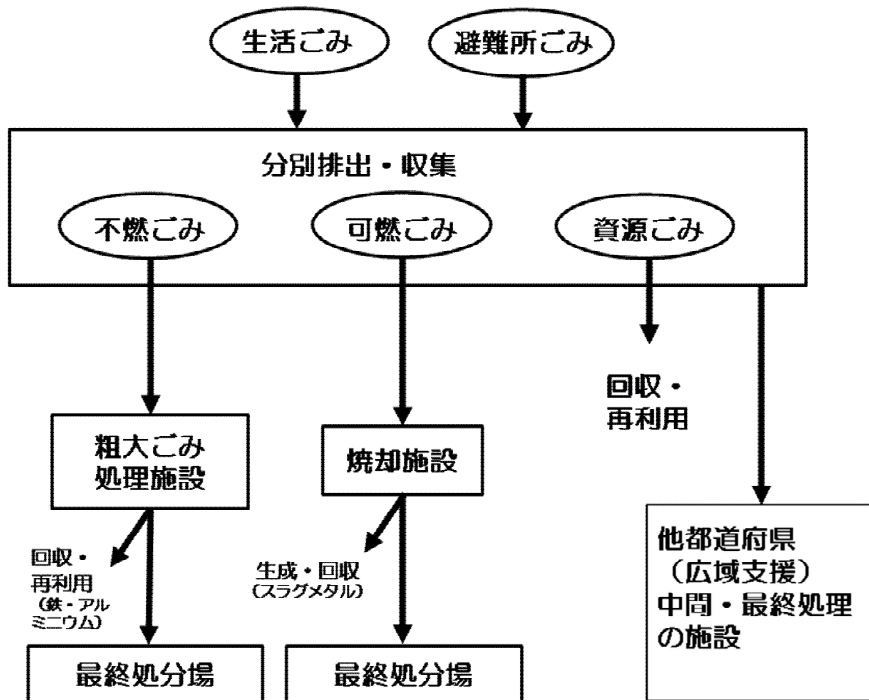 生活ごみ
避難所ごみ
分別排出・収集
不燃ごみ
可燃ごみ
資源ごみ
回収・
再利用
粗大ごみ
処理施設
焼却施設
他都道府県
（広域支援）
中間・最終処理
の施設
回収・
再利用
（鉄・アル
ミニウム）
生成・回収
（スラグメタル）
最終処分場
最終処分場